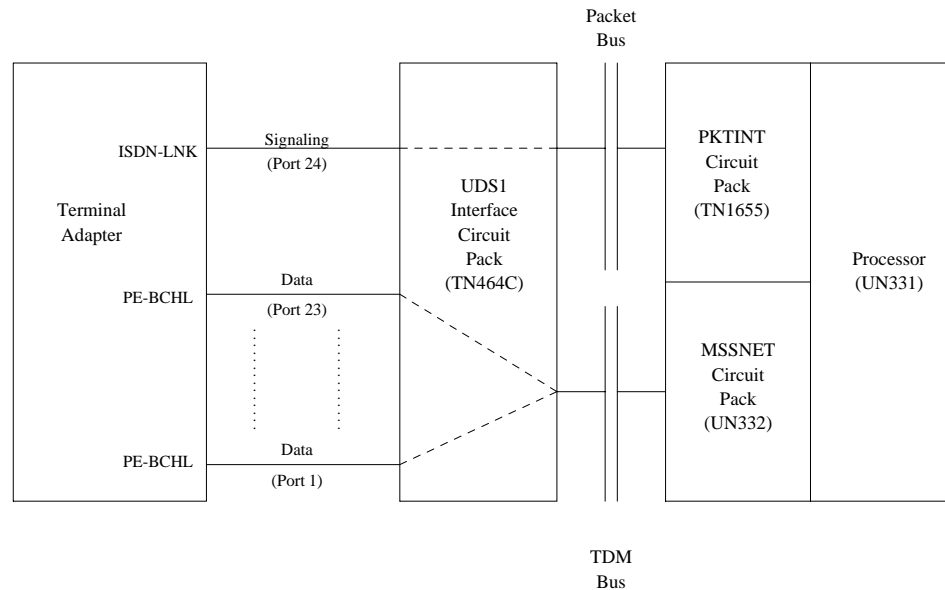 Packet
Bus
ISDN-LNK
Signaling
(Port 24)
PKTINT
Circuit
Pack
(TN1655)
Terminal
Adapter
UDS1
Interface
Circuit
Pack
(TN464C)
Processor
(UN331)
PE-BCHL
Data
(Port 23)
MSSNET
Circuit
Pack
(UN332)
PE-BCHL
Data
(Port 1)
TDM
Bus